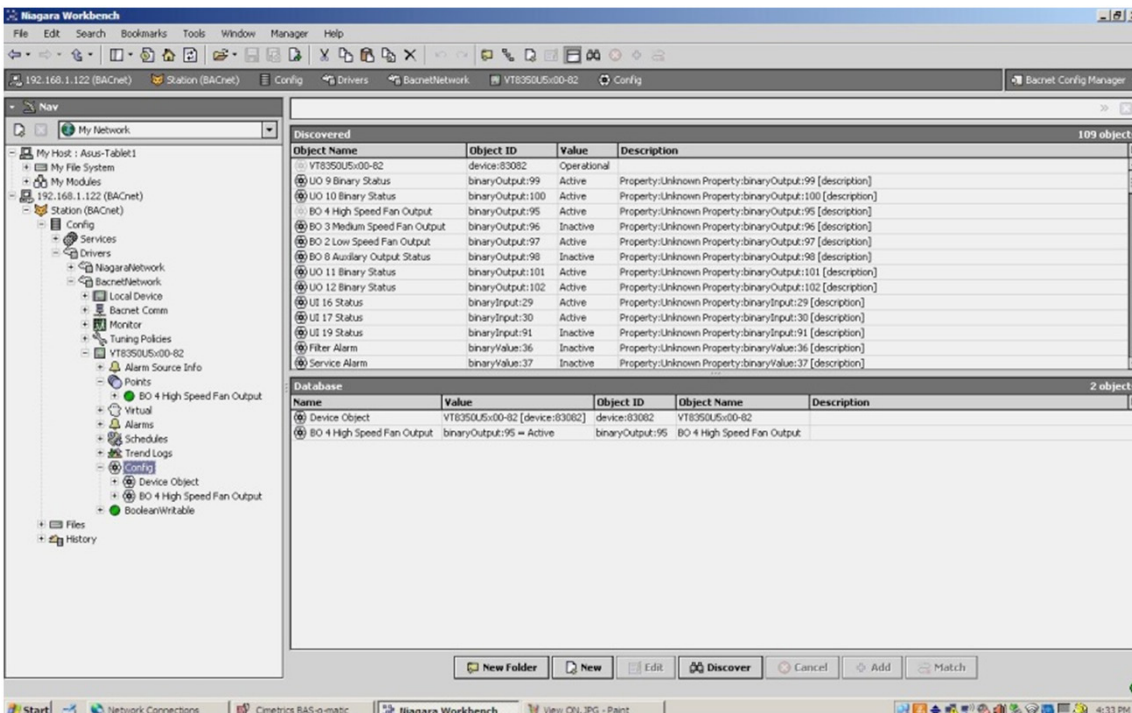 Niagara Workbench
File Edit Search Bookmarks Tools Window Manager Help
192.168.1.122 (BACnet) Station (BACnet) Config Drivers BacnetNetwork VT8350U5x00-82 Config Bacnet Config Manager
Nav
My Network
My Host : Asus-Tablet1
My File System
My Modules
192.168.1.122 (BACnet)
Station (BACnet)
Config
Services
Drivers
NiagaraNetwork
BacnetNetwork
Local Device
Bacnet Comm
Monitor
Tuning Policies
VT8350U5x00-82
Alarm Source Info
Points
BO 4 High Speed Fan Output
Virtual
Alarms
Schedules
Trend Logs
Config
Device Object
BO 4 High Speed Fan Output
BooleanWritable
Files
History
Discovered 109 object
Object Name Object ID Value Description
VT8350U5x00-82 device:83082 Operational
UO 9 Binary Status binaryOutput:99 Active Property:Unknown Property:binaryOutput:99 [description]
UO 10 Binary Status binaryOutput:100 Active Property:Unknown Property:binaryOutput:100 [description]
BO 4 High Speed Fan Output binaryOutput:95 Active Property:Unknown Property:binaryOutput:95 [description]
BO 3 Medium Speed Fan Output binaryOutput:96 Inactive Property:Unknown Property:binaryOutput:96 [description]
BO 2 Low Speed Fan Output binaryOutput:97 Active Property:Unknown Property:binaryOutput:97 [description]
BO 8 Auxilary Output Status binaryOutput:98 Inactive Property:Unknown Property:binaryOutput:98 [description]
UO 11 Binary Status binaryOutput:101 Active Property:Unknown Property:binaryOutput:101 [description]
UO 12 Binary Status binaryOutput:102 Active Property:Unknown Property:binaryOutput:102 [description]
UI 16 Status binaryInput:29 Active Property:Unknown Property:binaryInput:29 [description]
UI 17 Status binaryInput:30 Active Property:Unknown Property:binaryInput:30 [description]
UI 19 Status binaryInput:91 Inactive Property:Unknown Property:binaryInput:91 [description]
Filter Alarm binaryValue:36 Inactive Property:Unknown Property:binaryValue:36 [description]
Service Alarm binaryValue:37 Inactive Property:Unknown Property:binaryValue:37 [description]
Database 2 object
Name Value Object ID Object Name Description
Device Object VT8350U5x00-82 [device:83082] device:83082 VT8350U5x00-82
BO 4 High Speed Fan Output binaryOutput:95 = Active binaryOutput:95 BO 4 High Speed Fan Output
New Folder New Edit Discover Cancel Add Match
Start Network Connections Cimetrics BAS-o-matic Niagara Workbench View ON.JPG - Paint 4:33 PM